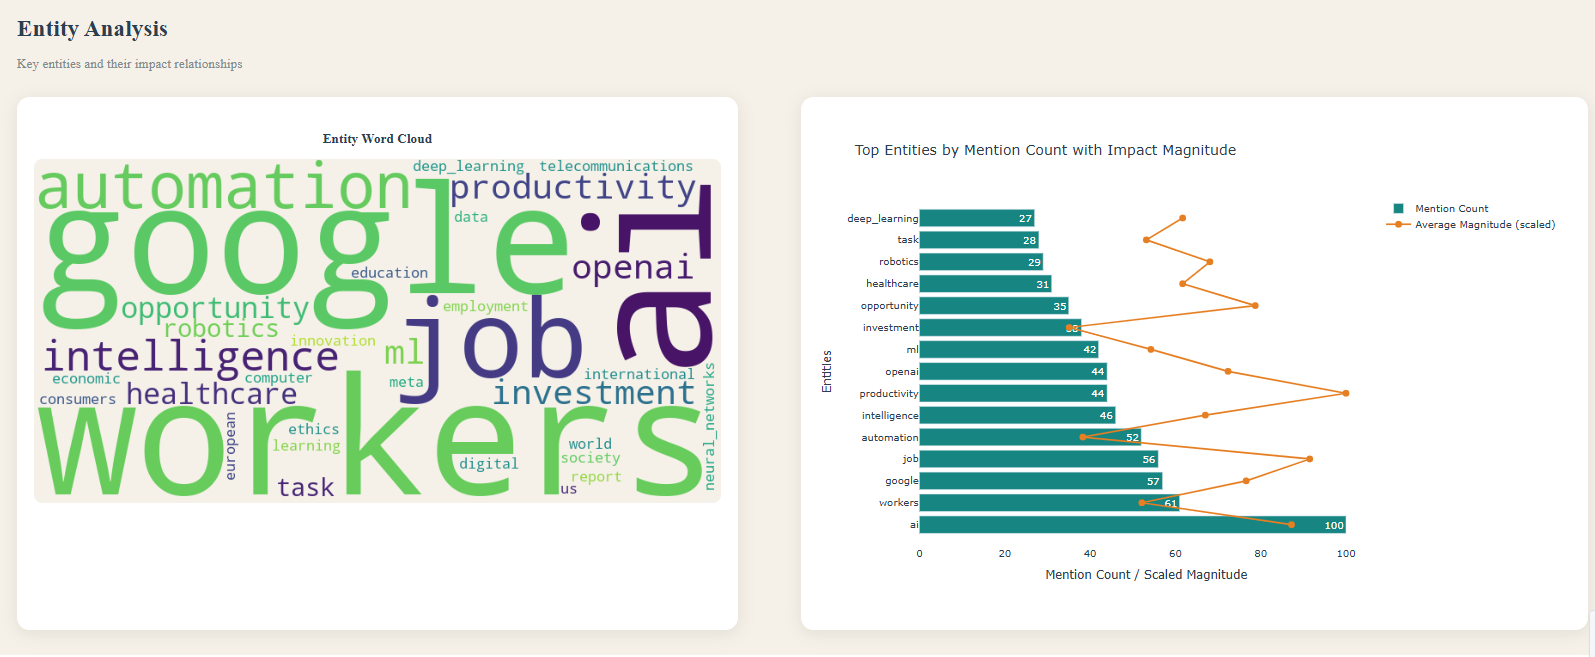 Entity Analysis
Key entities and their impact relationships
Entity Word Cloud
deep_learning telecommunications
automation
productivity
google
data
ai
openai
education
opportunity
employment
robotics
job
innovation
intelligence
ml
international
economic
computer
meta
healthcare
investment
consumers
neural_networks
workers
european
ethics
learning
world
society
digital
report
task
us
Top Entities by Mention Count with Impact Magnitude
Mention Count
Average Magnitude (scaled)
Entities
deep_learning 27
task 28
robotics 29
healthcare 31
opportunity 35
investment
ml 42
openai 44
productivity 44
intelligence 46
automation 52
job 56
google 57
workers 61
ai 100
0 20 40 60 80 100
Mention Count / Scaled Magnitude